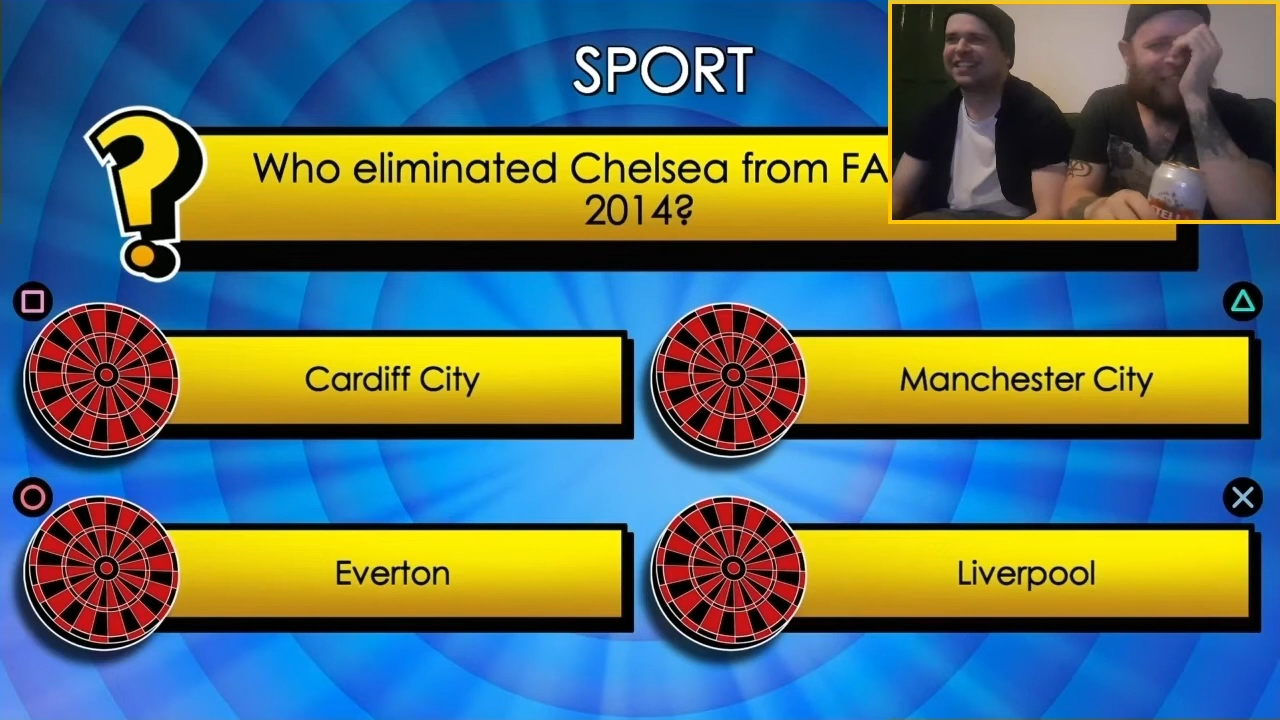 SPORT
Who eliminated Chelsea from FA
2014?
Cardiff City
Manchester City
Everton
Liverpool